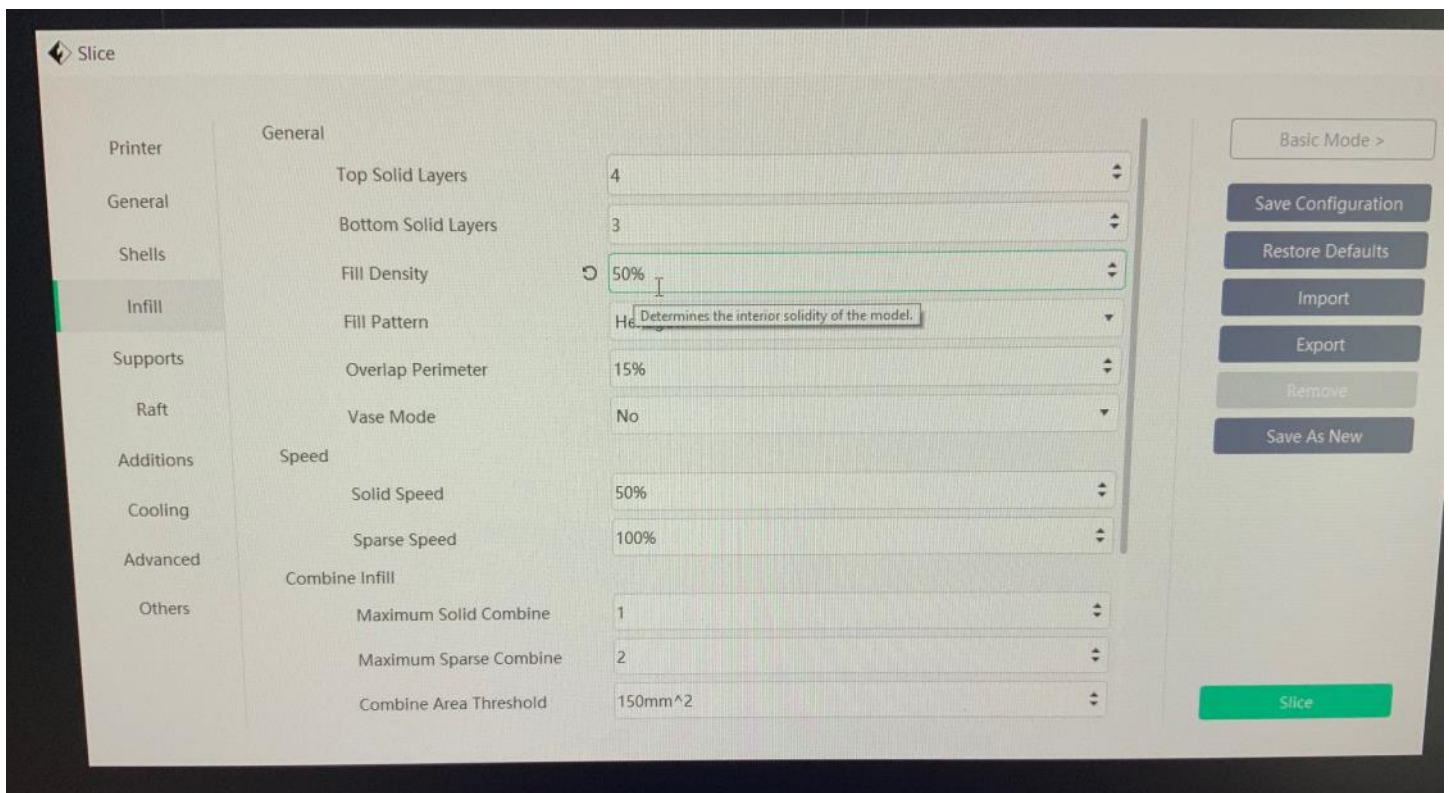 Slice
Printer
General
Shells
Infill
Supports
Raft
Additions
Cooling
Advanced
Others
General
Top Solid Layers 4
Bottom Solid Layers 3
Fill Density 50%
Determines the interior solidity of the model.
Fill Pattern
Overlap Perimeter 15%
Vase Mode No
Speed
Solid Speed 50%
Sparse Speed 100%
Combine Infill
Maximum Solid Combine 1
Maximum Sparse Combine 2
Combine Area Threshold 150mm^2
Basic Mode >
Save Configuration
Restore Defaults
Import
Export
Remove
Save As New
Slice